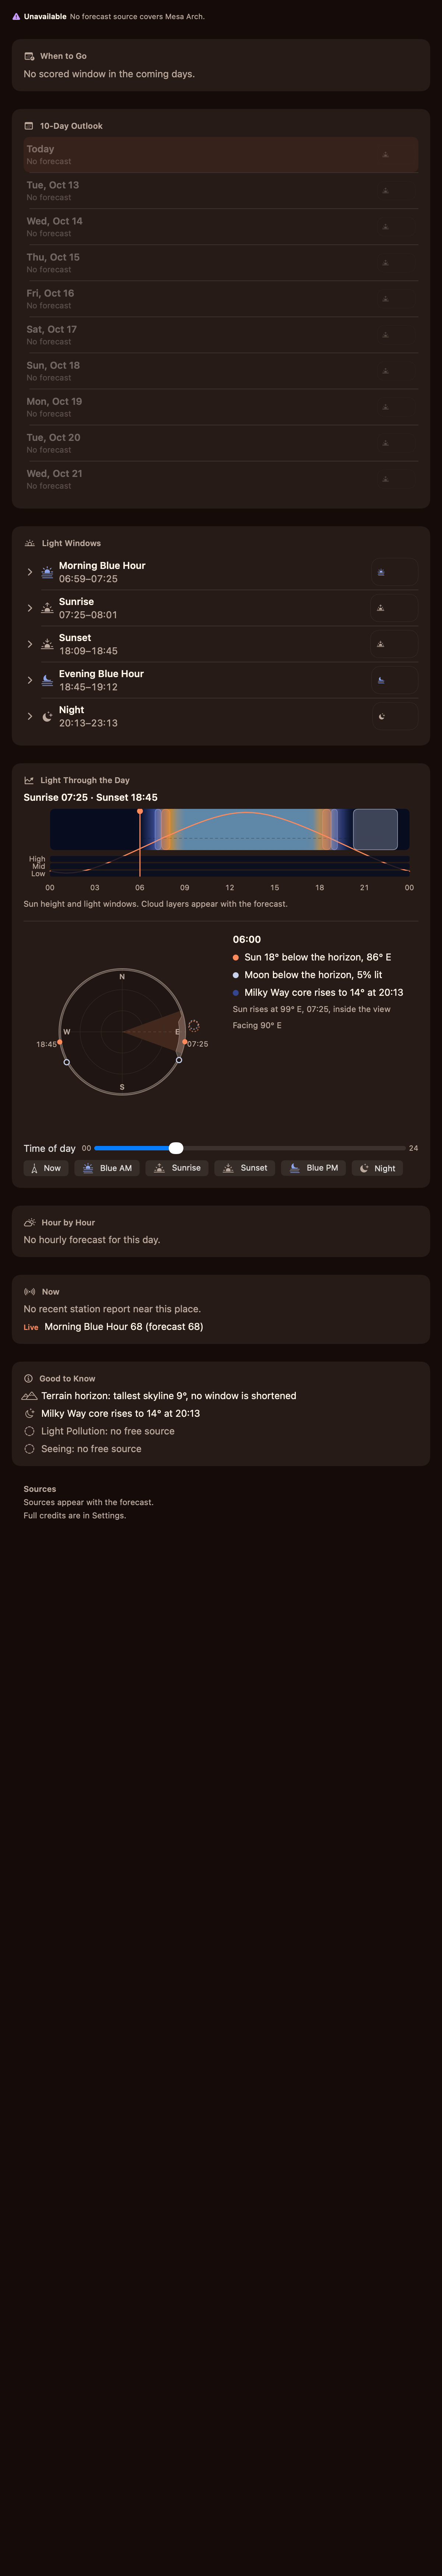 Unavailable No forecast source covers Mesa Arch.
When to Go
No scored window in the coming days.
10-Day Outlook
Today
No forecast
Tue, Oct 13
No forecast
Wed, Oct 14
No forecast
Thu, Oct 15
No forecast
Fri, Oct 16
No forecast
Sat, Oct 17
No forecast
Sun, Oct 18
No forecast
Mon, Oct 19
No forecast
Tue, Oct 20
No forecast
Wed, Oct 21
No forecast
Light Windows
Morning Blue Hour
06:59–07:25
Sunrise
07:25–08:01
Sunset
18:09–18:45
Evening Blue Hour
18:45–19:12
Night
20:13–23:13
Light Through the Day
Sunrise 07:25 · Sunset 18:45
High
Mid
Low
00 03 06 09 12 15 18 21 00
Sun height and light windows. Cloud layers appear with the forecast.
06:00
Sun 18° below the horizon, 86° E
Moon below the horizon, 5% lit
Milky Way core rises to 14° at 20:13
Sun rises at 99° E, 07:25, inside the view
Facing 90° E
N
W E
18:45 07:25
S
Time of day 00 24
Now Blue AM Sunrise Sunset Blue PM Night
Hour by Hour
No hourly forecast for this day.
Now
No recent station report near this place.
Live Morning Blue Hour 68 (forecast 68)
Good to Know
Terrain horizon: tallest skyline 9°, no window is shortened
Milky Way core rises to 14° at 20:13
Light Pollution: no free source
Seeing: no free source
Sources
Sources appear with the forecast.
Full credits are in Settings.